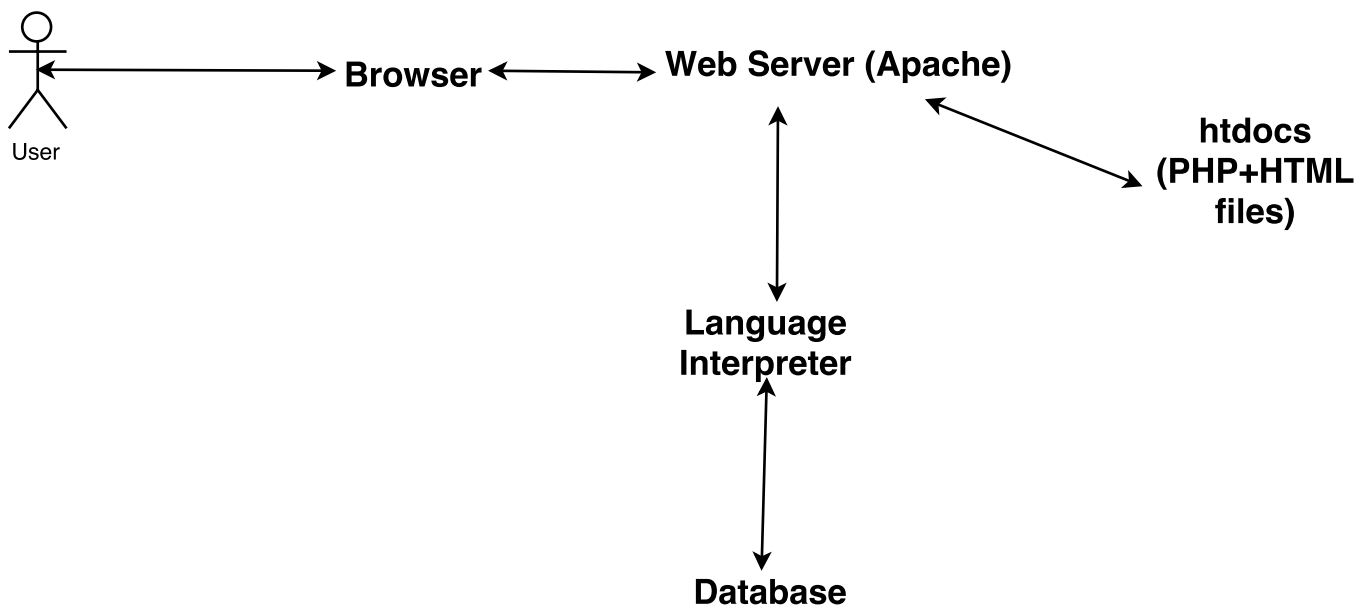 User
Browser
Web Server (Apache)
htdocs
(PHP+HTML
files)
Language
Interpreter
Database